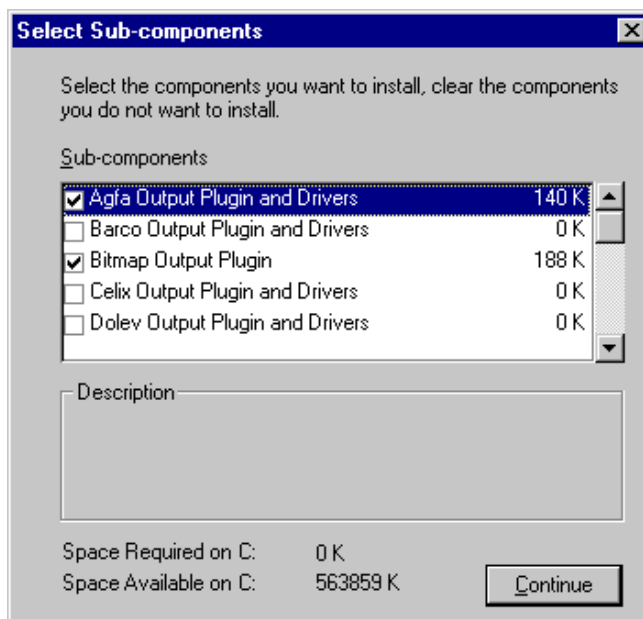 Select Sub-components
Select the components you want to install, clear the components
you do not want to install.
Sub-components
Agfa Output Plugin and Drivers 140 K
Barco Output Plugin and Drivers 0 K
Bitmap Output Plugin 188 K
Celix Output Plugin and Drivers 0 K
Dolev Output Plugin and Drivers 0 K
Description
Space Required on C: 0 K
Space Available on C: 563859 K
Continue